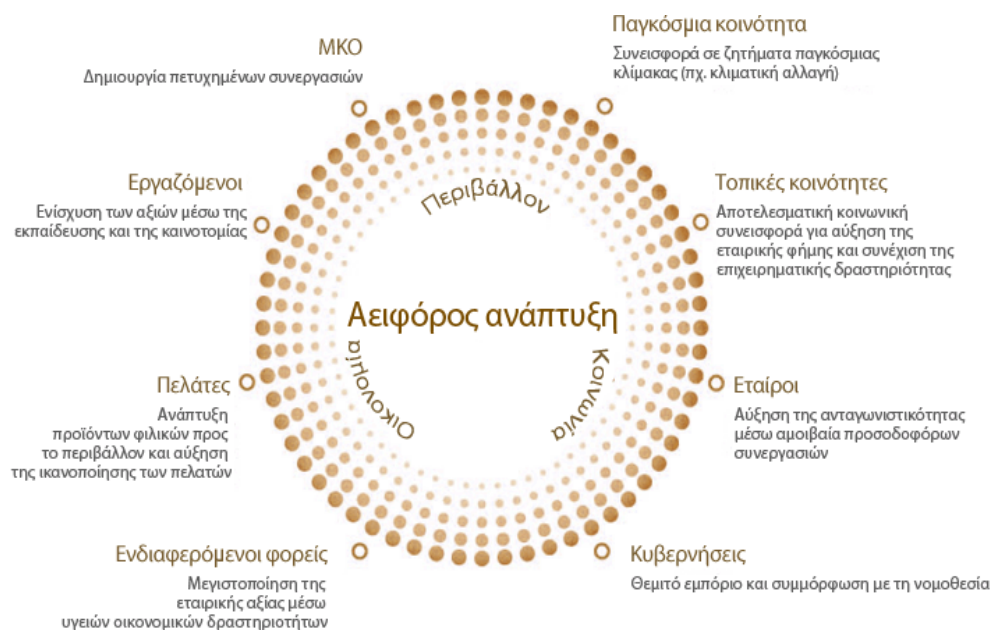 ΜΚΟ
Δημιουργία πετυχημένων συνεργασιών
Παγκόσμια κοινότητα
Συνεισφορά σε ζητήματα παγκόσμιας
κλίμακας (πχ. κλιματική αλλαγή)
Εργαζόμενοι
Ενίσχυση των αξιών μέσω της
εκπαίδευσης και της καινοτομίας
Τοπικές κοινότητες
Αποτελεσματική κοινωνική
συνεισφορά για αύξηση της
εταιρικής φήμης και συνέχιση της
επιχειρηματικής δραστηριότητας
Περιβάλλον
Αειφόρος ανάπτυξη
Οικονομία
Κοινωνία
Πελάτες
Ανάπτυξη
προϊόντων φιλικών προς
το περιβάλλον και αύξηση
της ικανοποίησης των πελατών
Εταίροι
Αύξηση της ανταγωνιστικότητας
μέσω αμοιβαία προσοδοφόρων
συνεργασιών
Ενδιαφερόμενοι φορείς
Μεγιστοποίηση της
εταιρικής αξίας μέσω
υγειών οικονομικών δραστηριοτήτων
Κυβερνήσεις
Θεμιτό εμπόριο και συμμόρφωση με τη νομοθεσία